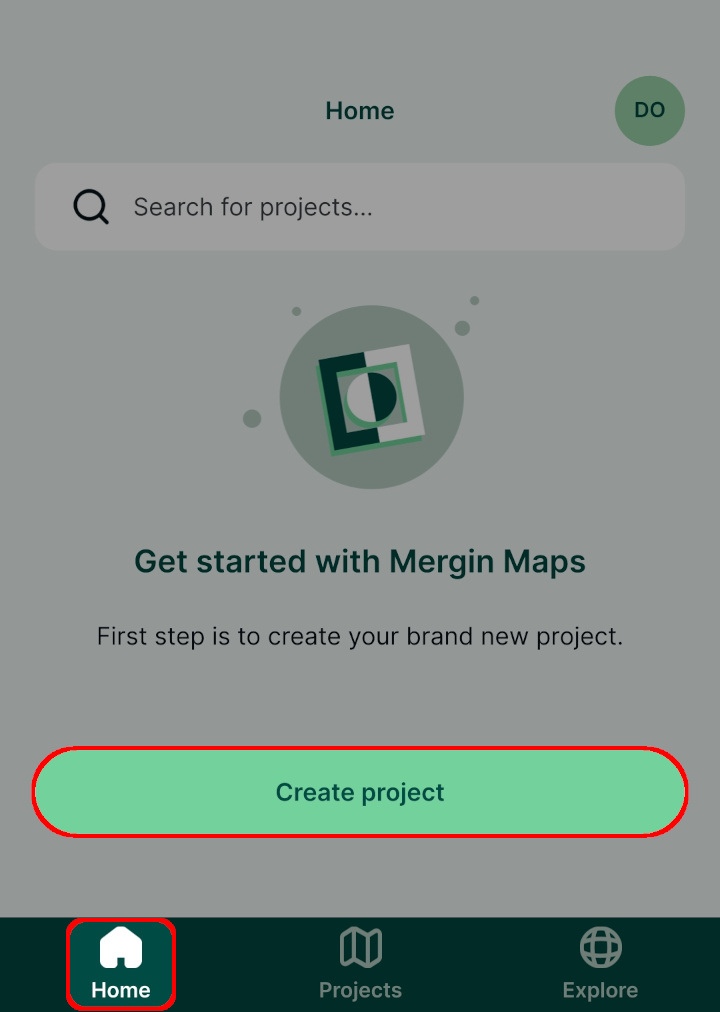 Home
DO
Search for projects...
Get started with Mergin Maps
First step is to create your brand new project.
Create project
Home
Projects
Explore